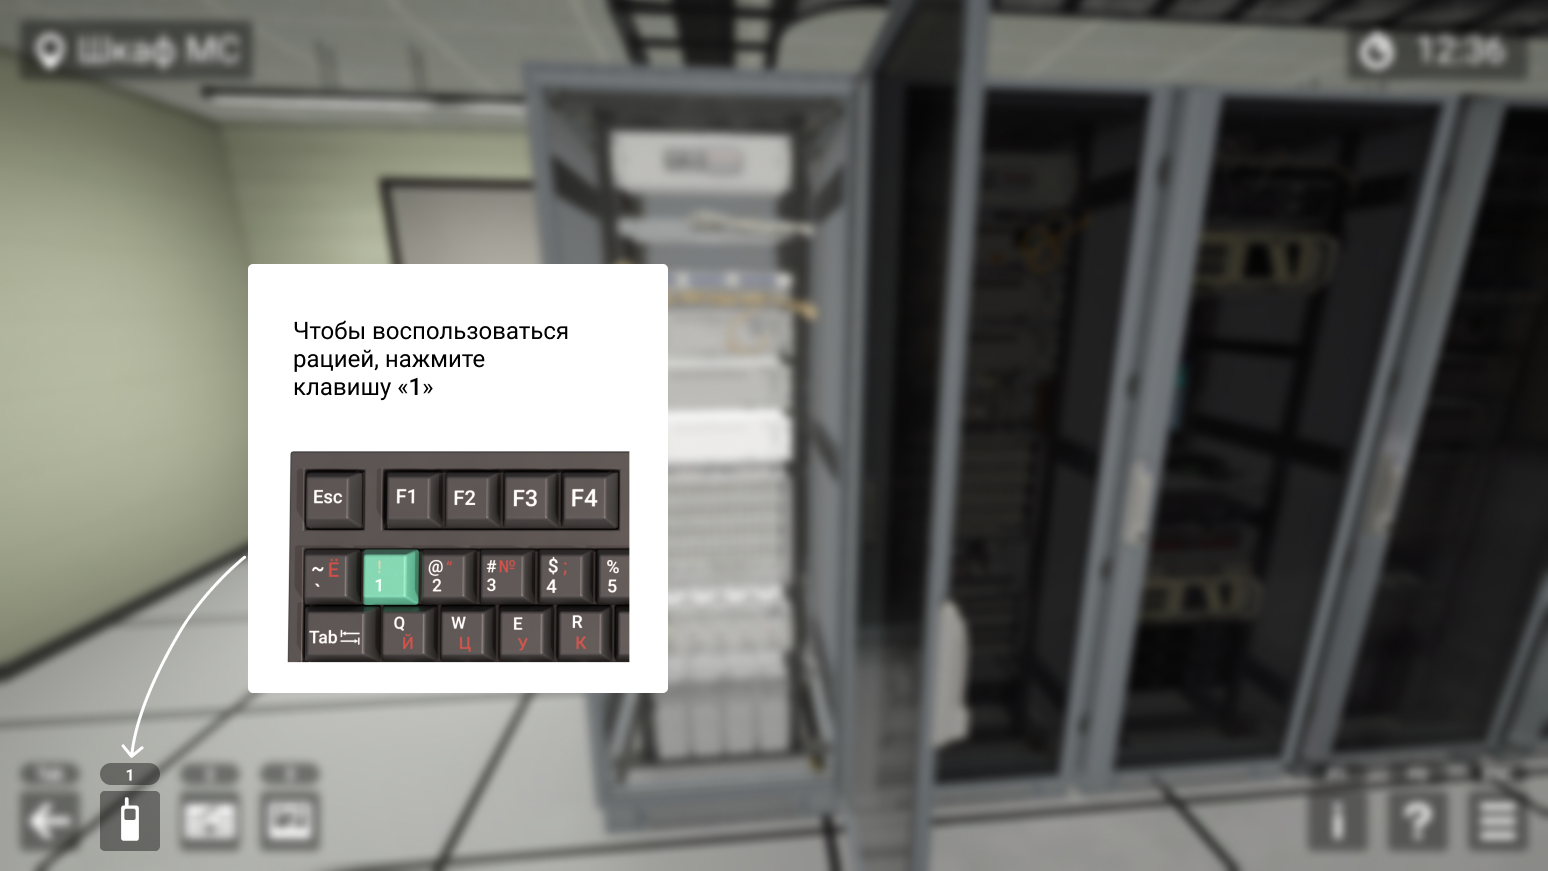 Шкаф МС
12:36
Чтобы воспользоваться
рацией, нажмите
клавишу «1»
Esc F1 F2 F3 F4
~ Ё ` ! 1 @ " 2 # № 3 $ ; 4 % 5
Tab Q Й W Ц E У R К
1
i ?